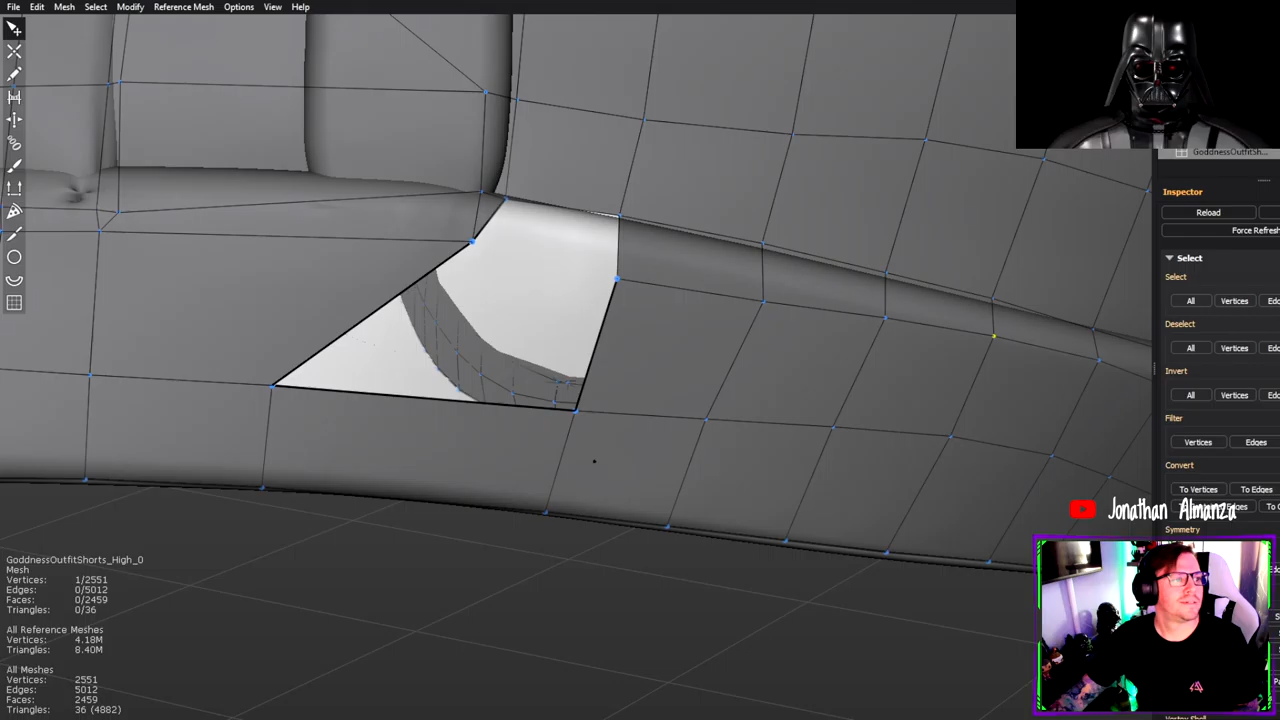 File Edit Mesh Select Modify Reference Mesh Options View Help
GoddnessOutfitSh...
Inspector
Reload
Force Refresh
Select
Select
All Vertices
Deselect
All Vertices
Invert
All Vertices
Filter
Vertices Edges
Convert
To Vertices To Edges
Jonathan Almanza
Symmetry
GoddnessOutfitShorts_High_0
Mesh
Vertices: 1/2551
Edges: 0/5012
Faces: 0/2459
Triangles: 0/36
All Reference Meshes
Vertices: 4.18M
Triangles: 8.40M
All Meshes
Vertices: 2551
Edges: 5012
Faces: 2459
Triangles: 36 (4882)